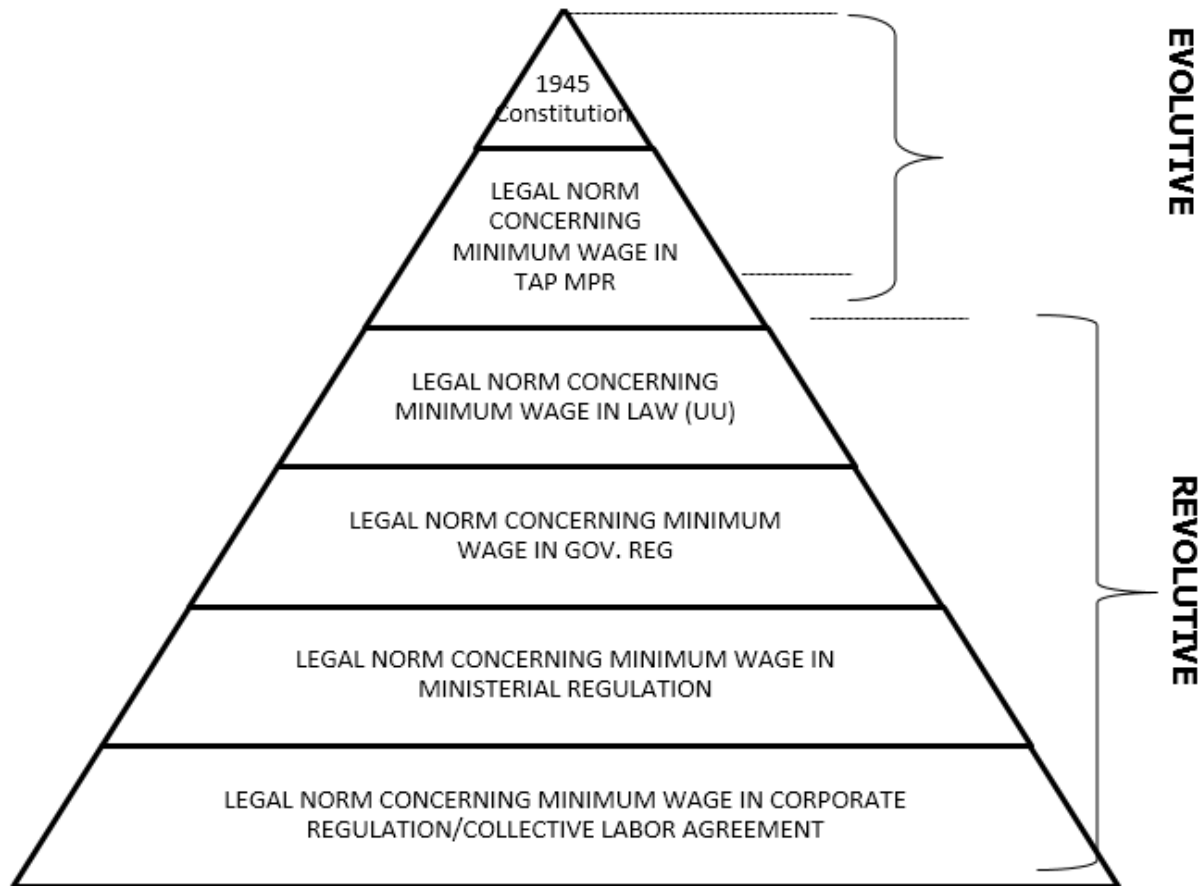 1945
Constitution
LEGAL NORM
CONCERNING
MINIMUM WAGE IN
TAP MPR
LEGAL NORM CONCERNING
MINIMUM WAGE IN LAW (UU)
LEGAL NORM CONCERNING MINIMUM
WAGE IN GOV. REG
LEGAL NORM CONCERNING MINIMUM WAGE IN
MINISTERIAL REGULATION
LEGAL NORM CONCERNING MINIMUM WAGE IN CORPORATE
REGULATION/COLLECTIVE LABOR AGREEMENT
EVOLUTIVE
REVOLUTIVE